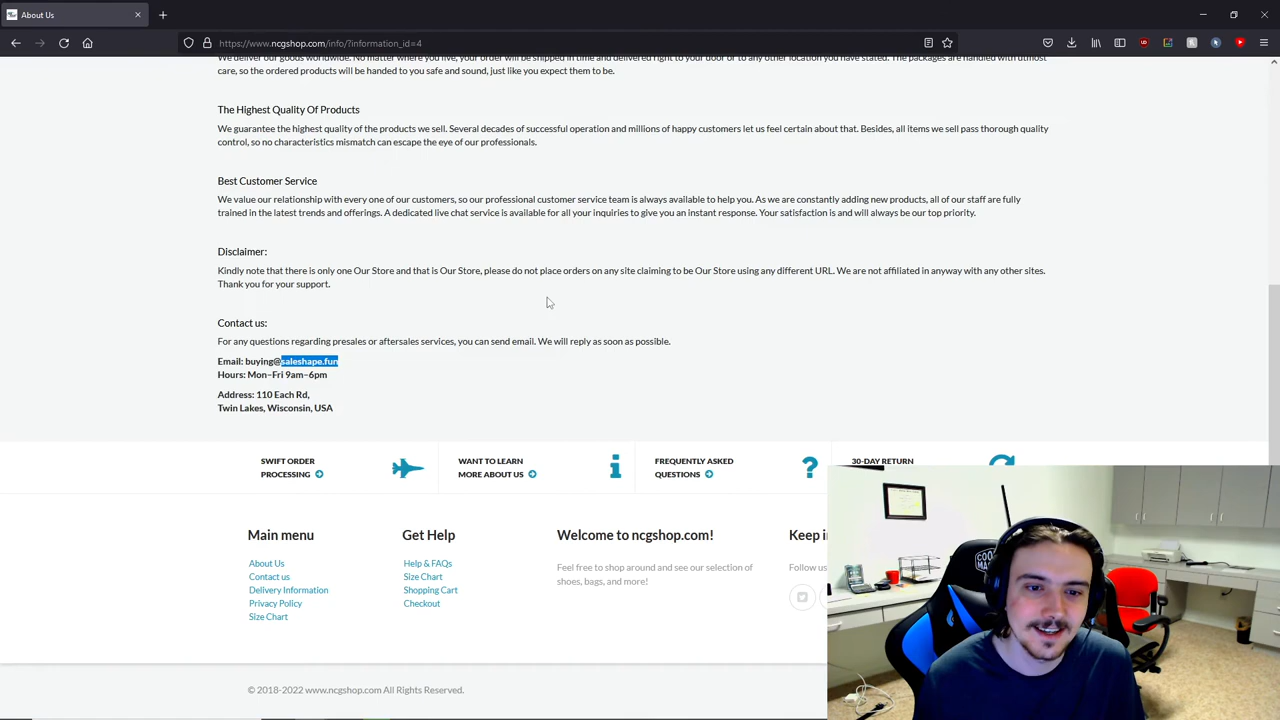 About Us
https://www.ncgshop.com/info/?information_id=4
We deliver our goods worldwide. No matter where you live, your order will be shipped in time and delivered right to your door or to any other location you have stated. The packages are handled with utmost
care, so the ordered products will be handed to you safe and sound, just like you expect them to be.
The Highest Quality Of Products
We guarantee the highest quality of the products we sell. Several decades of successful operation and millions of happy customers let us feel certain about that. Besides, all items we sell pass thorough quality
control, so no characteristics mismatch can escape the eye of our professionals.
Best Customer Service
We value our relationship with every one of our customers, so our professional customer service team is always available to help you. As we are constantly adding new products, all of our staff are fully
trained in the latest trends and offerings. A dedicated live chat service is available for all your inquiries to give you an instant response. Your satisfaction is and will always be our top priority.
Disclaimer:
Kindly note that there is only one Our Store and that is Our Store, please do not place orders on any site claiming to be Our Store using any different URL. We are not affiliated in anyway with any other sites.
Thank you for your support.
Contact us:
For any questions regarding presales or aftersales services, you can send email. We will reply as soon as possible.
Email: buying@saleshape.fun
Hours: Mon–Fri 9am–6pm
Address: 110 Each Rd,
Twin Lakes, Wisconsin, USA
SWIFT ORDER
PROCESSING
WANT TO LEARN
MORE ABOUT US
FREQUENTLY ASKED
QUESTIONS
30-DAY RETURN
Main menu
About Us
Contact us
Delivery Information
Privacy Policy
Size Chart
Get Help
Help & FAQs
Size Chart
Shopping Cart
Checkout
Welcome to ncgshop.com!
Feel free to shop around and see our selection of
shoes, bags, and more!
Keep i
Follow us
© 2018-2022 www.ncgshop.com All Rights Reserved.